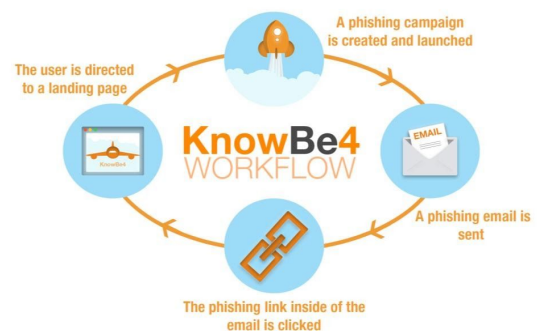 A phishing campaign
is created and launched
The user is directed
to a landing page
KnowBe4
WORKFLOW
EMAIL
KnowBe4
A phishing email is
sent
The phishing link inside of the
email is clicked